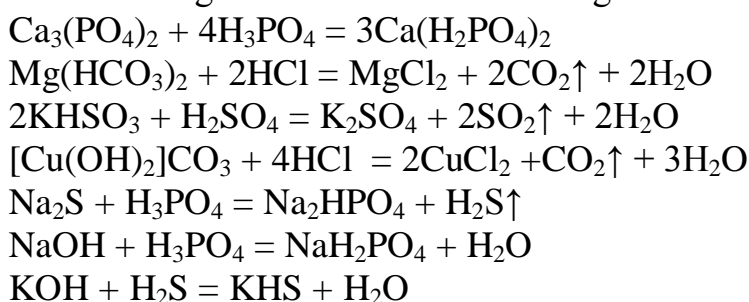 Ca₃(PO₄)₂ + 4H₃PO₄ = 3Ca(H₂PO₄)₂
Mg(HCO₃)₂ + 2HCl = MgCl₂ + 2CO₂↑ + 2H₂O
2KHSO₃ + H₂SO₄ = K₂SO₄ + 2SO₂↑ + 2H₂O
[Cu(OH)₂]CO₃ + 4HCl = 2CuCl₂ +CO₂↑ + 3H₂O
Na₂S + H₃PO₄ = Na₂HPO₄ + H₂S↑
NaOH + H₃PO₄ = NaH₂PO₄ + H₂O
KOH + H₂S = KHS + H₂O